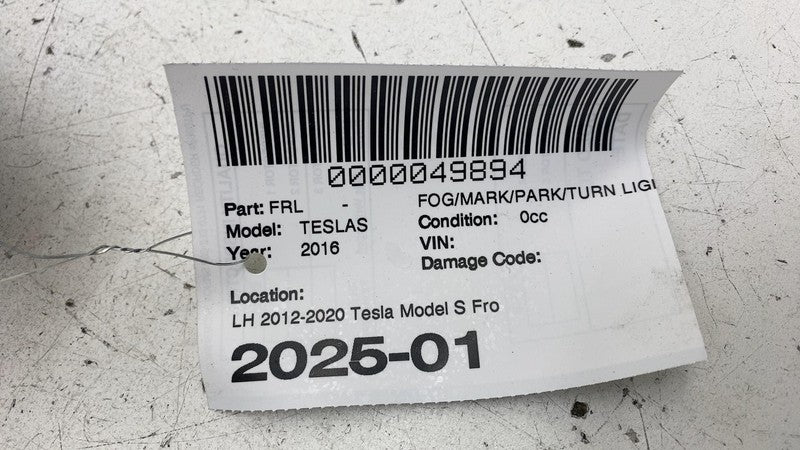 0000049894
Part: FRL - FOG/MARK/PARK/TURN LIGI
Model: TESLAS Condition: 0cc
Year: 2016 VIN:
Damage Code:
Location:
LH 2012-2020 Tesla Model S Fro
2025-01